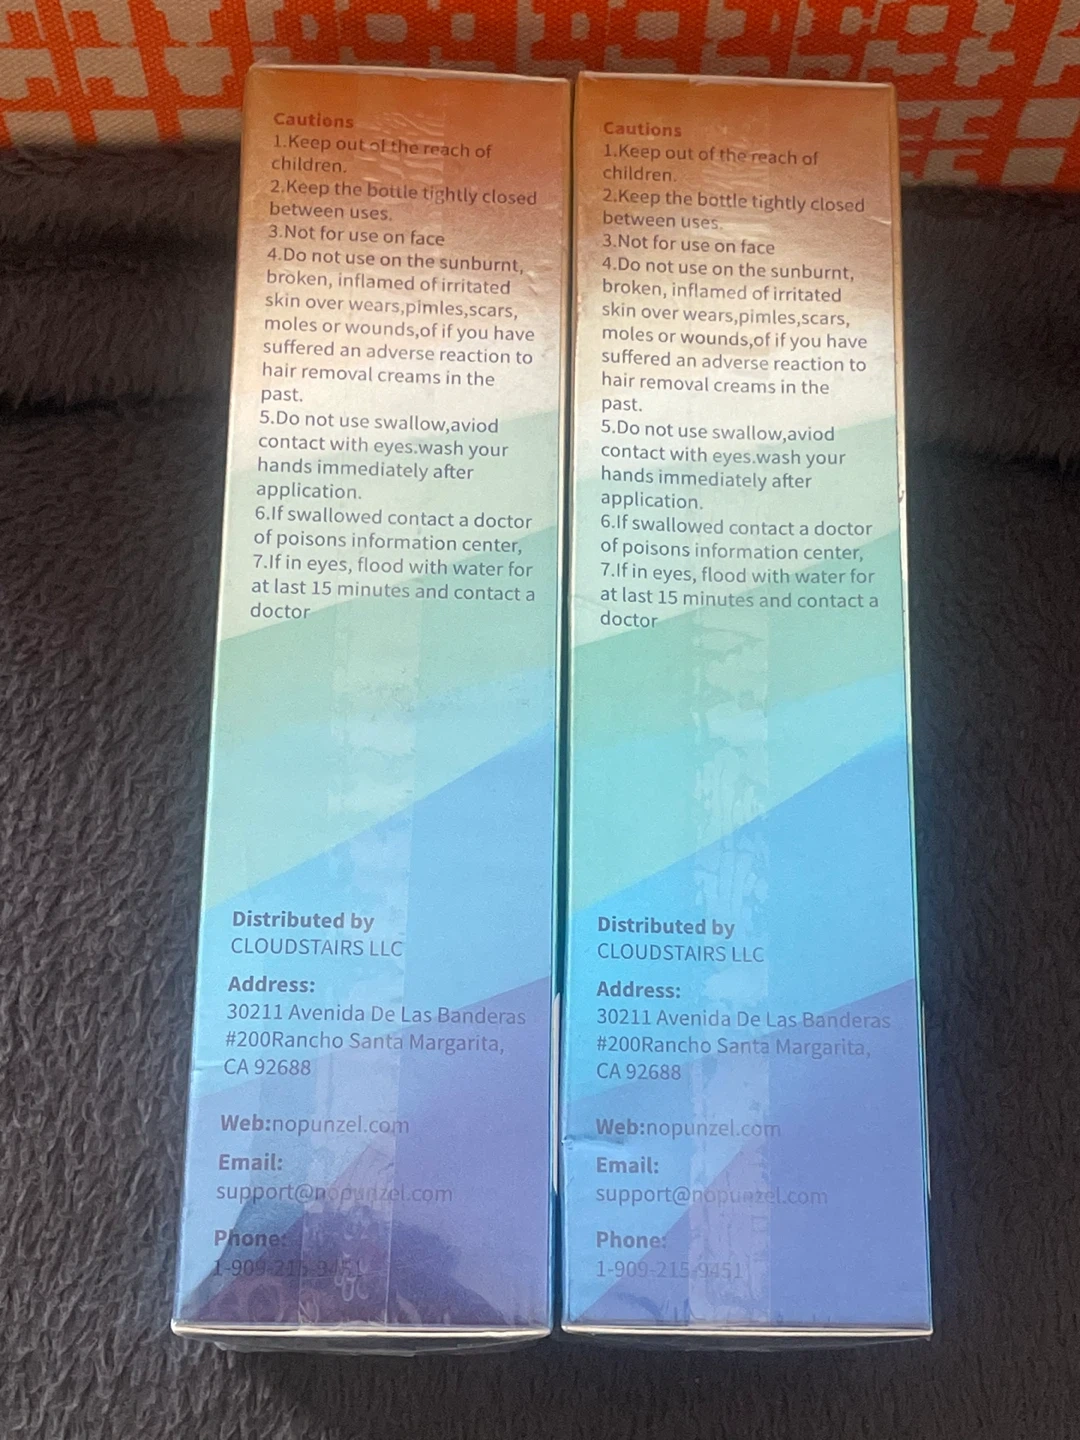 Cautions
1.Keep out of the reach of
children.
2.Keep the bottle tightly closed
between uses.
3.Not for use on face
4.Do not use on the sunburnt,
broken, inflamed of irritated
skin over wears,pimles,scars,
moles or wounds,of if you have
suffered an adverse reaction to
hair removal creams in the
past.
5.Do not use swallow,aviod
contact with eyes.wash your
hands immediately after
application.
6.If swallowed contact a doctor
of poisons information center,
7.If in eyes, flood with water for
at last 15 minutes and contact a
doctor
Distributed by
CLOUDSTAIRS LLC
Address:
30211 Avenida De Las Banderas
#200Rancho Santa Margarita,
CA 92688
Web:nopunzel.com
Email:
support@nopunzel.com
Phone:
1-909-215-9451
Cautions
1.Keep out of the reach of
children.
2.Keep the bottle tightly closed
between uses.
3.Not for use on face
4.Do not use on the sunburnt,
broken, inflamed of irritated
skin over wears,pimles,scars,
moles or wounds,of if you have
suffered an adverse reaction to
hair removal creams in the
past.
5.Do not use swallow,aviod
contact with eyes.wash your
hands immediately after
application.
6.If swallowed contact a doctor
of poisons information center,
7.If in eyes, flood with water for
at last 15 minutes and contact a
doctor
Distributed by
CLOUDSTAIRS LLC
Address:
30211 Avenida De Las Banderas
#200Rancho Santa Margarita,
CA 92688
Web:nopunzel.com
Email:
support@nopunzel.com
Phone:
1-909-215-9451